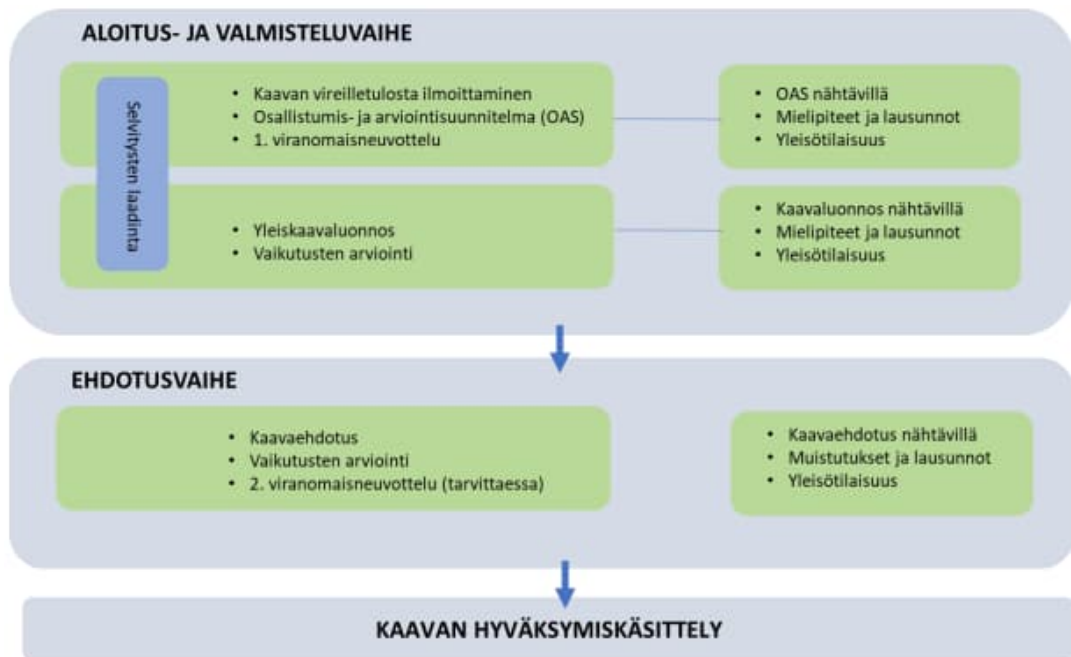 ALOITUS- JA VALMISTELUVAIHE
Selvitysten laadinta
• Kaavan vireilletulosta ilmoittaminen
• Osallistumis- ja arviointisuunnitelma (OAS)
• 1. viranomaisneuvottelu
• OAS nähtävillä
• Mielipiteet ja lausunnot
• Yleisötilaisuus
• Yleiskaavaluonnos
• Vaikutusten arviointi
• Kaavaluonnos nähtävillä
• Mielipiteet ja lausunnot
• Yleisötilaisuus
EHDOTUSVAIHE
• Kaavaehdotus
• Vaikutusten arviointi
• 2. viranomaisneuvottelu (tarvittaessa)
• Kaavaehdotus nähtävillä
• Muistutukset ja lausunnot
• Yleisötilaisuus
KAAVAN HYVÄKSYMISKÄSITTELY